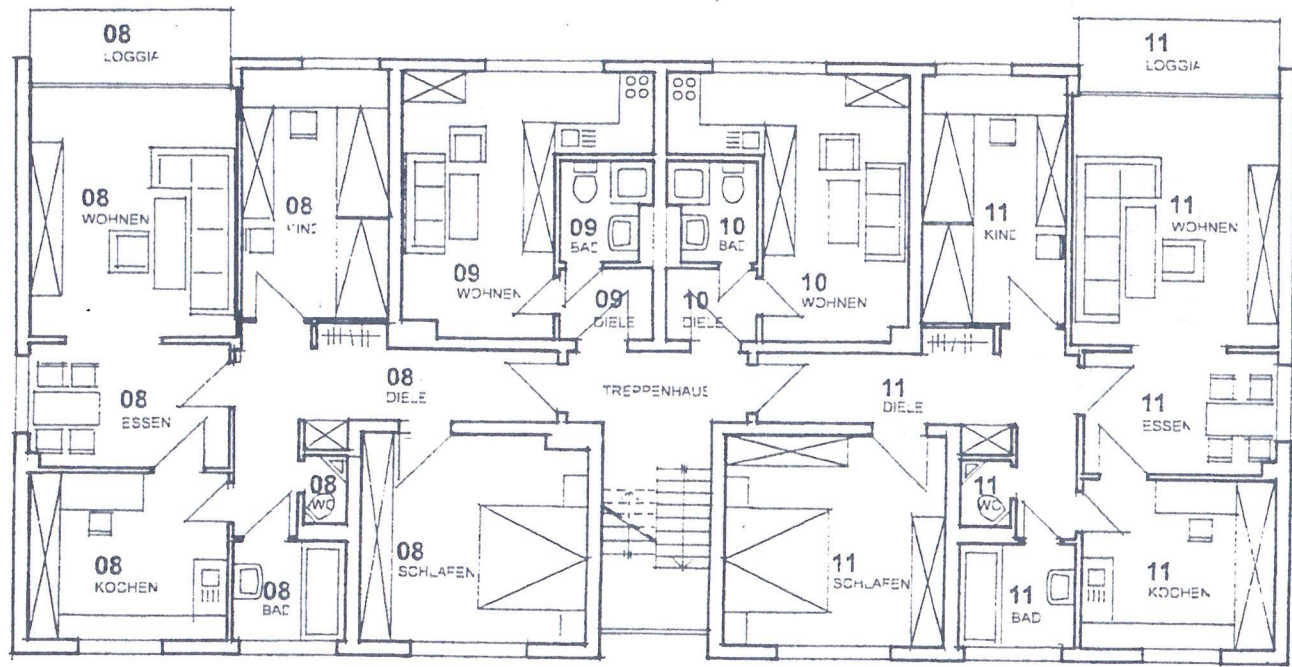 08
LOGGIA
11
LOGGIA
08
WOHNEN
08
KIND
09
WOHNEN
09
BAD
10
BAD
10
WOHNEN
11
KIND
11
WOHNEN
09
DIELE
10
DIELE
08
ESSEN
08
DIELE
TREPPENHAUS
11
DIELE
11
ESSEN
08
WC
11
WC
08
KOCHEN
08
BAD
08
SCHLAFEN
11
SCHLAFEN
11
BAD
11
KOCHEN